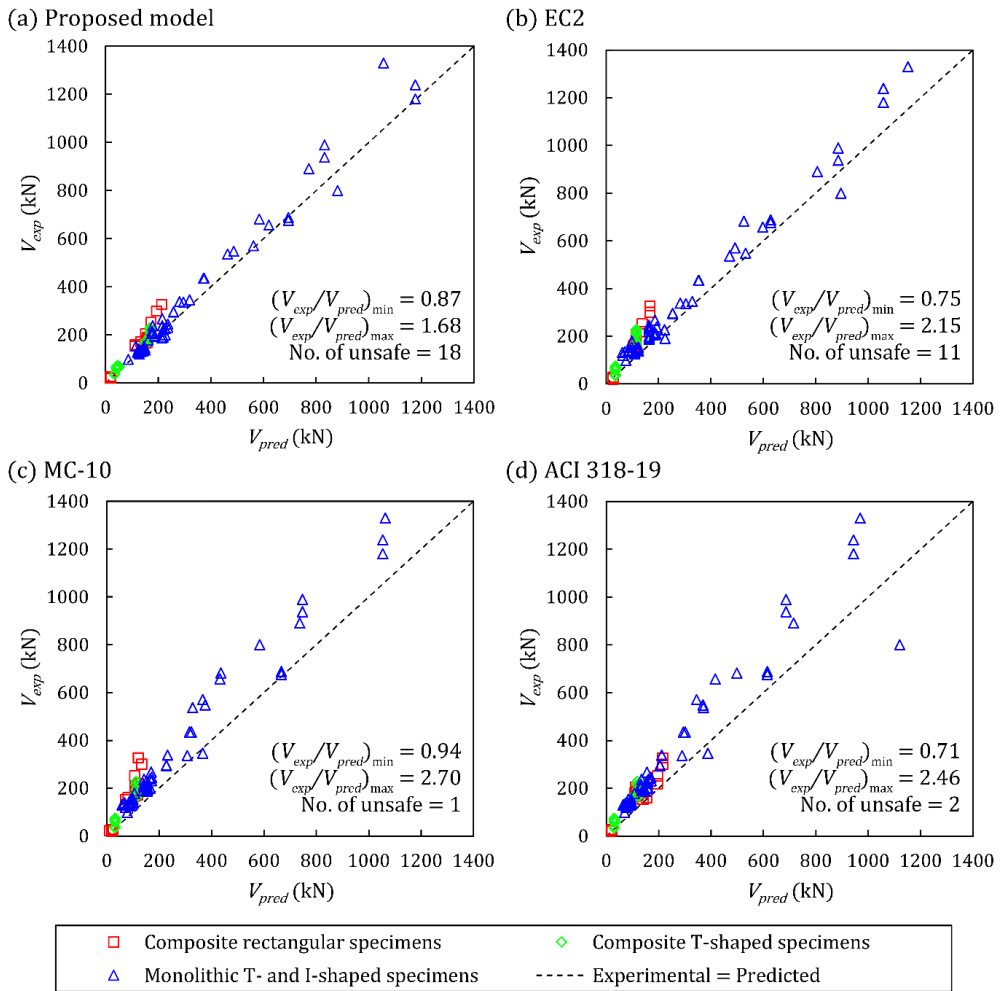 (a) Proposed model
1400
1200
1000
800
600
400
200
0
V_exp (kN)
(V_exp/V_pred)_min = 0.87
(V_exp/V_pred)_max = 1.68
No. of unsafe = 18
0 200 400 600 800 1000 1200 1400
V_pred (kN)
(b) EC2
1400
1200
1000
800
600
400
200
0
V_exp (kN)
(V_exp/V_pred)_min = 0.75
(V_exp/V_pred)_max = 2.15
No. of unsafe = 11
0 200 400 600 800 1000 1200 1400
V_pred (kN)
(c) MC-10
1400
1200
1000
800
600
400
200
0
V_exp (kN)
(V_exp/V_pred)_min = 0.94
(V_exp/V_pred)_max = 2.70
No. of unsafe = 1
0 200 400 600 800 1000 1200 1400
V_pred (kN)
(d) ACI 318-19
1400
1200
1000
800
600
400
200
0
V_exp (kN)
(V_exp/V_pred)_min = 0.71
(V_exp/V_pred)_max = 2.46
No. of unsafe = 2
0 200 400 600 800 1000 1200 1400
V_pred (kN)
Composite rectangular specimens
Composite T-shaped specimens
Monolithic T- and I-shaped specimens
Experimental = Predicted